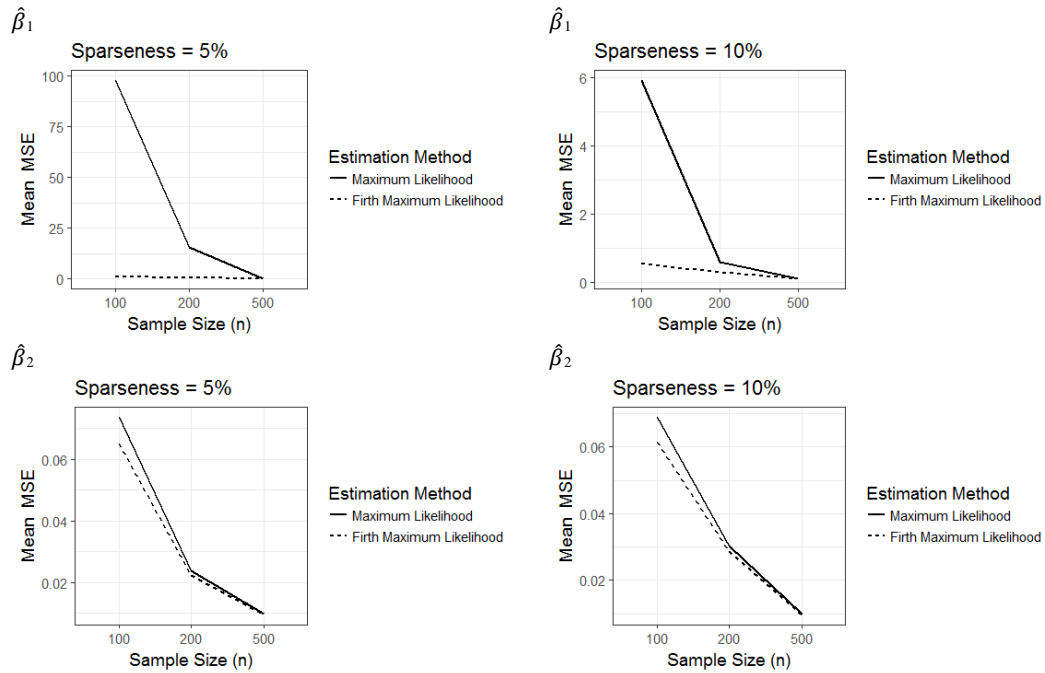 β̂₁
Sparseness = 5%
100
75
50
25
0
Mean MSE
100 200 500
Sample Size (n)
Estimation Method
Maximum Likelihood
Firth Maximum Likelihood
β̂₁
Sparseness = 10%
6
4
2
0
Mean MSE
100 200 500
Sample Size (n)
Estimation Method
Maximum Likelihood
Firth Maximum Likelihood
β̂₂
Sparseness = 5%
0.06
0.04
0.02
Mean MSE
100 200 500
Sample Size (n)
Estimation Method
Maximum Likelihood
Firth Maximum Likelihood
β̂₂
Sparseness = 10%
0.06
0.04
0.02
Mean MSE
100 200 500
Sample Size (n)
Estimation Method
Maximum Likelihood
Firth Maximum Likelihood